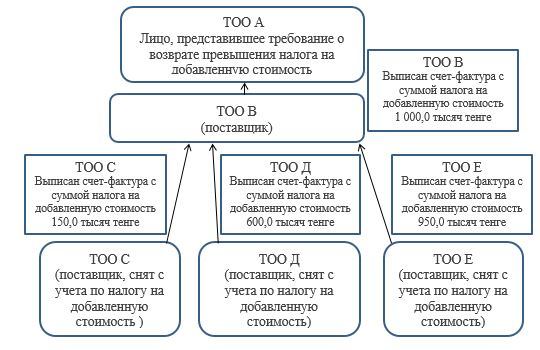 ТОО А
Лицо, представившее требование о
возврате превышения налога на
добавленную стоимость
ТОО В
Выписан счет-фактура с
суммой налога на
добавленную стоимость
1 000,0 тысяч тенге
ТОО В
(поставщик)
ТОО С
Выписан счет-фактура с
суммой налога на
добавленную стоимость
150,0 тысяч тенге
ТОО Д
Выписан счет-фактура с
суммой налога на
добавленную стоимость
600,0 тысяч тенге
ТОО Е
Выписан счет-фактура с
суммой налога на
добавленную стоимость
950,0 тысяч тенге
ТОО С
(поставщик, снят с
учета по налогу на
добавленную
стоимость )
ТОО Д
(поставщик, снят с
учета по налогу на
добавленную
стоимость)
ТОО Е
(поставщик, снят с
учета по налогу на
добавленную
стоимость)